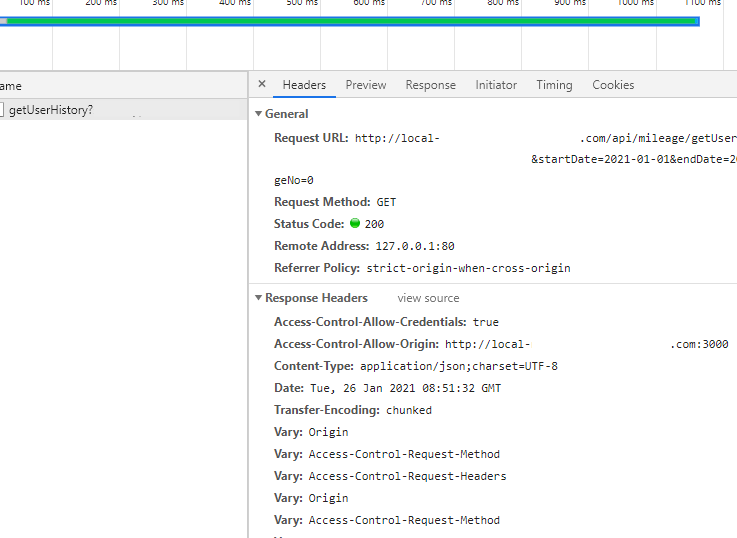 100 ms 200 ms 300 ms 400 ms 500 ms 600 ms 700 ms 800 ms 900 ms 1000 ms 1100 ms
ame
× Headers Preview Response Initiator Timing Cookies
getUserHistory?
General
Request URL: http://local- .com/api/mileage/getUser
&startDate=2021-01-01&endDate=20
geNo=0
Request Method: GET
Status Code: 200
Remote Address: 127.0.0.1:80
Referrer Policy: strict-origin-when-cross-origin
Response Headers view source
Access-Control-Allow-Credentials: true
Access-Control-Allow-Origin: http://local- .com:3000
Content-Type: application/json;charset=UTF-8
Date: Tue, 26 Jan 2021 08:51:32 GMT
Transfer-Encoding: chunked
Vary: Origin
Vary: Access-Control-Request-Method
Vary: Access-Control-Request-Headers
Vary: Origin
Vary: Access-Control-Request-Method